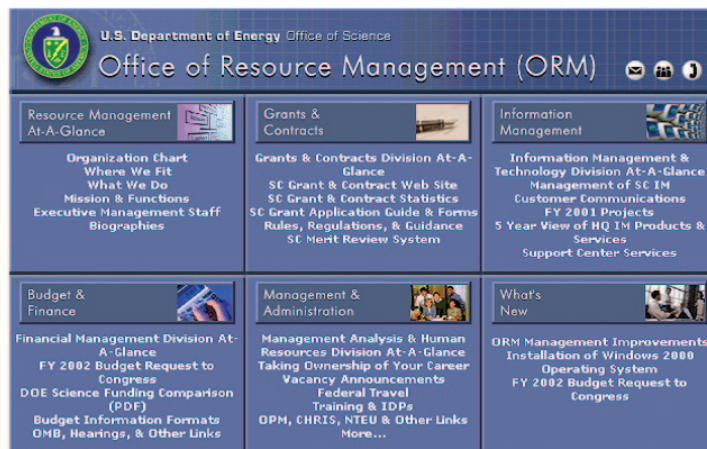 U.S. Department of Energy Office of Science
Office of Resource Management (ORM)
Resource Management
At-A-Glance
Organization Chart
Where We Fit
What We Do
Mission & Functions
Executive Management Staff
Biographies
Grants &
Contracts
Grants & Contracts Division At-A-
Glance
SC Grant & Contract Web Site
SC Grant & Contract Statistics
SC Grant Application Guide & Forms
Rules, Regulations, & Guidance
SC Merit Review System
Information
Management
Information Management &
Technology Division At-A-Glance
Management of SC IM
Customer Communications
FY 2001 Projects
5 Year View of HQ IM Products &
Services
Support Center Services
Budget &
Finance
Financial Management Division At-
A-Glance
FY 2002 Budget Request to
Congress
DOE Science Funding Comparison
(PDF)
Budget Information Formats
OMB, Hearings, & Other Links
Management &
Administration
Management Analysis & Human
Resources Division At-A-Glance
Taking Ownership of Your Career
Vacancy Announcements
Federal Travel
Training & IDPs
OPM, CHRIS, NTEU & Other Links
More...
What's
New
ORM Management Improvements
Installation of Windows 2000
Operating System
FY 2002 Budget Request to
Congress